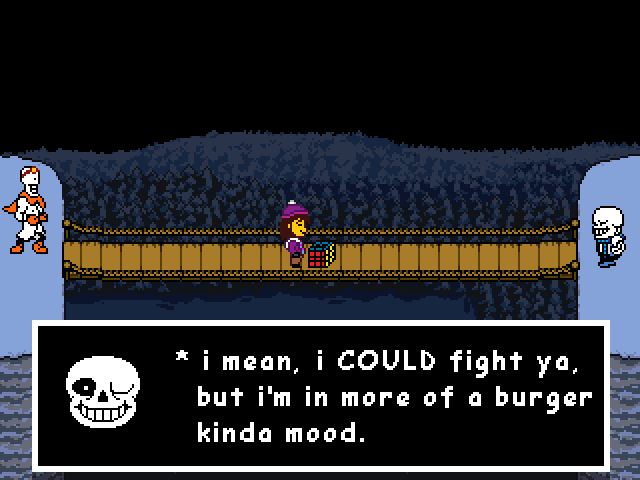 * i mean, i COULD fight ya,
but i'm in more of a burger
kinda mood.